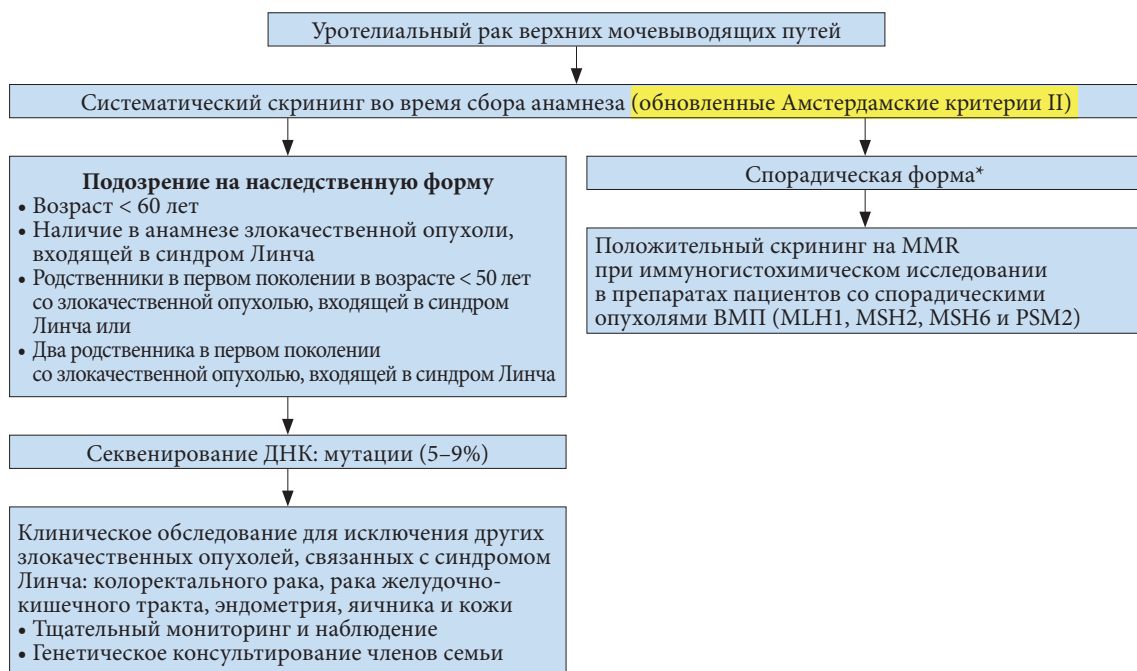 Уротелиальный рак верхних мочевыводящих путей
Систематический скрининг во время сбора анамнеза (обновленные Амстердамские критерии II)
Подозрение на наследственную форму
• Возраст < 60 лет
• Наличие в анамнезе злокачественной опухоли,
входящей в синдром Линча
• Родственники в первом поколении в возрасте < 50 лет
со злокачественной опухолью, входящей в синдром
Линча или
• Два родственника в первом поколении
со злокачественной опухолью, входящей в синдром Линча
Секвенирование ДНК: мутации (5–9%)
Клиническое обследование для исключения других
злокачественных опухолей, связанных с синдромом
Линча: колоректального рака, рака желудочно-
кишечного тракта, эндометрия, яичника и кожи
• Тщательный мониторинг и наблюдение
• Генетическое консультирование членов семьи
Спорадическая форма*
Положительный скрининг на MMR
при иммуногистохимическом исследовании
в препаратах пациентов со спорадическими
опухолями ВМП (MLH1, MSH2, MSH6 и PSM2)